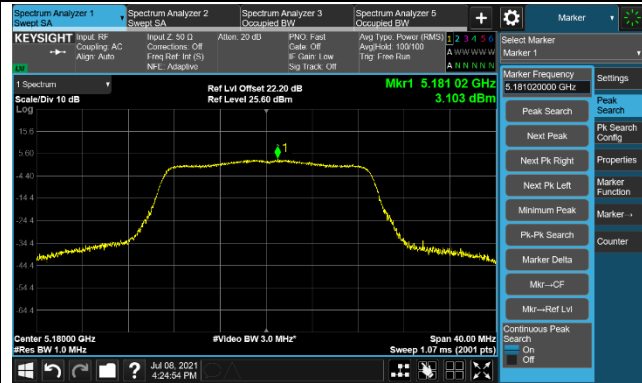 Spectrum Analyzer 1
Swept SA
Spectrum Analyzer 2
Swept SA
Spectrum Analyzer 3
Occupied BW
Spectrum Analyzer 5
Occupied BW
+
Marker
KEYSIGHT
Input: RF
Coupling: AC
Align: Auto
Input Z: 50 Ω
Corrections: Off
Freq Ref: Int (S)
NFE: Adaptive
Atten: 20 dB
PNO: Fast
Gate: Off
IF Gain: Low
Sig Track: Off
Avg Type: Power (RMS)
Avg|Hold: 100/100
Trig: Free Run
1 2 3 4 5 6
A W W W W W
A N N N N N
Select Marker
Marker 1
1 Spectrum
Scale/Div 10 dB
Log
Ref Lvl Offset 22.20 dB
Ref Level 25.60 dBm
Mkr1 5.181 02 GHz
3.103 dBm
15.6
5.60
-4.40
-14.4
-24.4
-34.4
-44.4
-54.4
-64.4
1
Center 5.18000 GHz
#Res BW 1.0 MHz
#Video BW 3.0 MHz*
Span 40.00 MHz
Sweep 1.07 ms (2001 pts)
Marker Frequency
5.181020000 GHz
Peak Search
Next Peak
Next Pk Right
Next Pk Left
Minimum Peak
Pk-Pk Search
Marker Delta
Mkr→CF
Mkr→Ref Lvl
Continuous Peak
Search
On
Off
Settings
Peak
Search
Pk Search
Config
Properties
Marker
Function
Marker→
Counter
?
Jul 08, 2021
4:24:54 PM